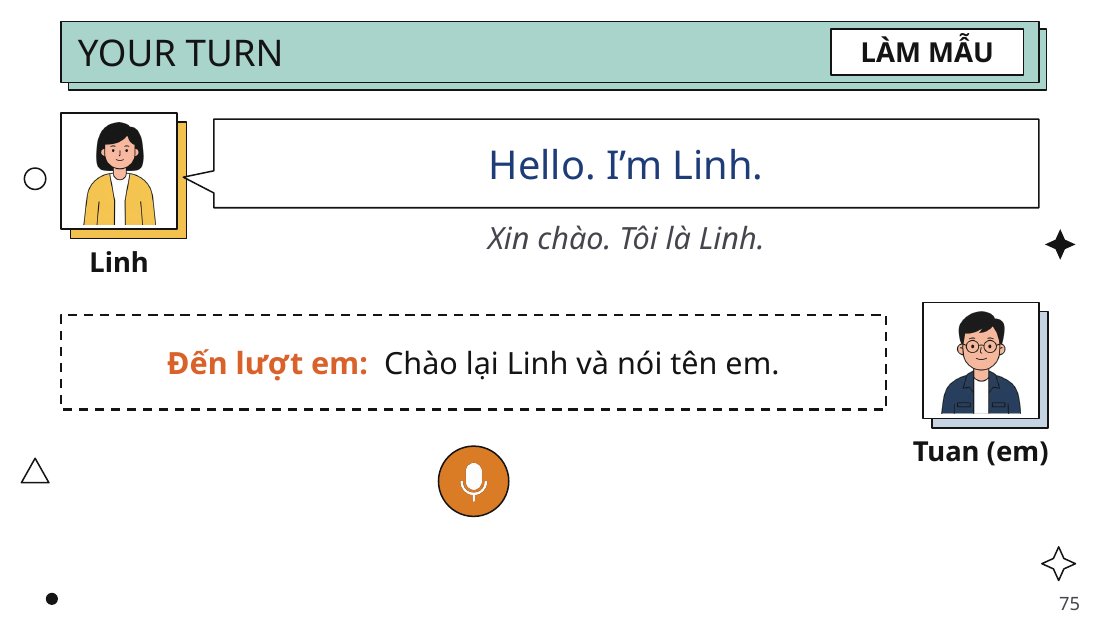 YOUR TURN
LÀM MẪU
Hello. I’m Linh.
Xin chào. Tôi là Linh.
Linh
Đến lượt em: Chào lại Linh và nói tên em.
Tuan (em)
75